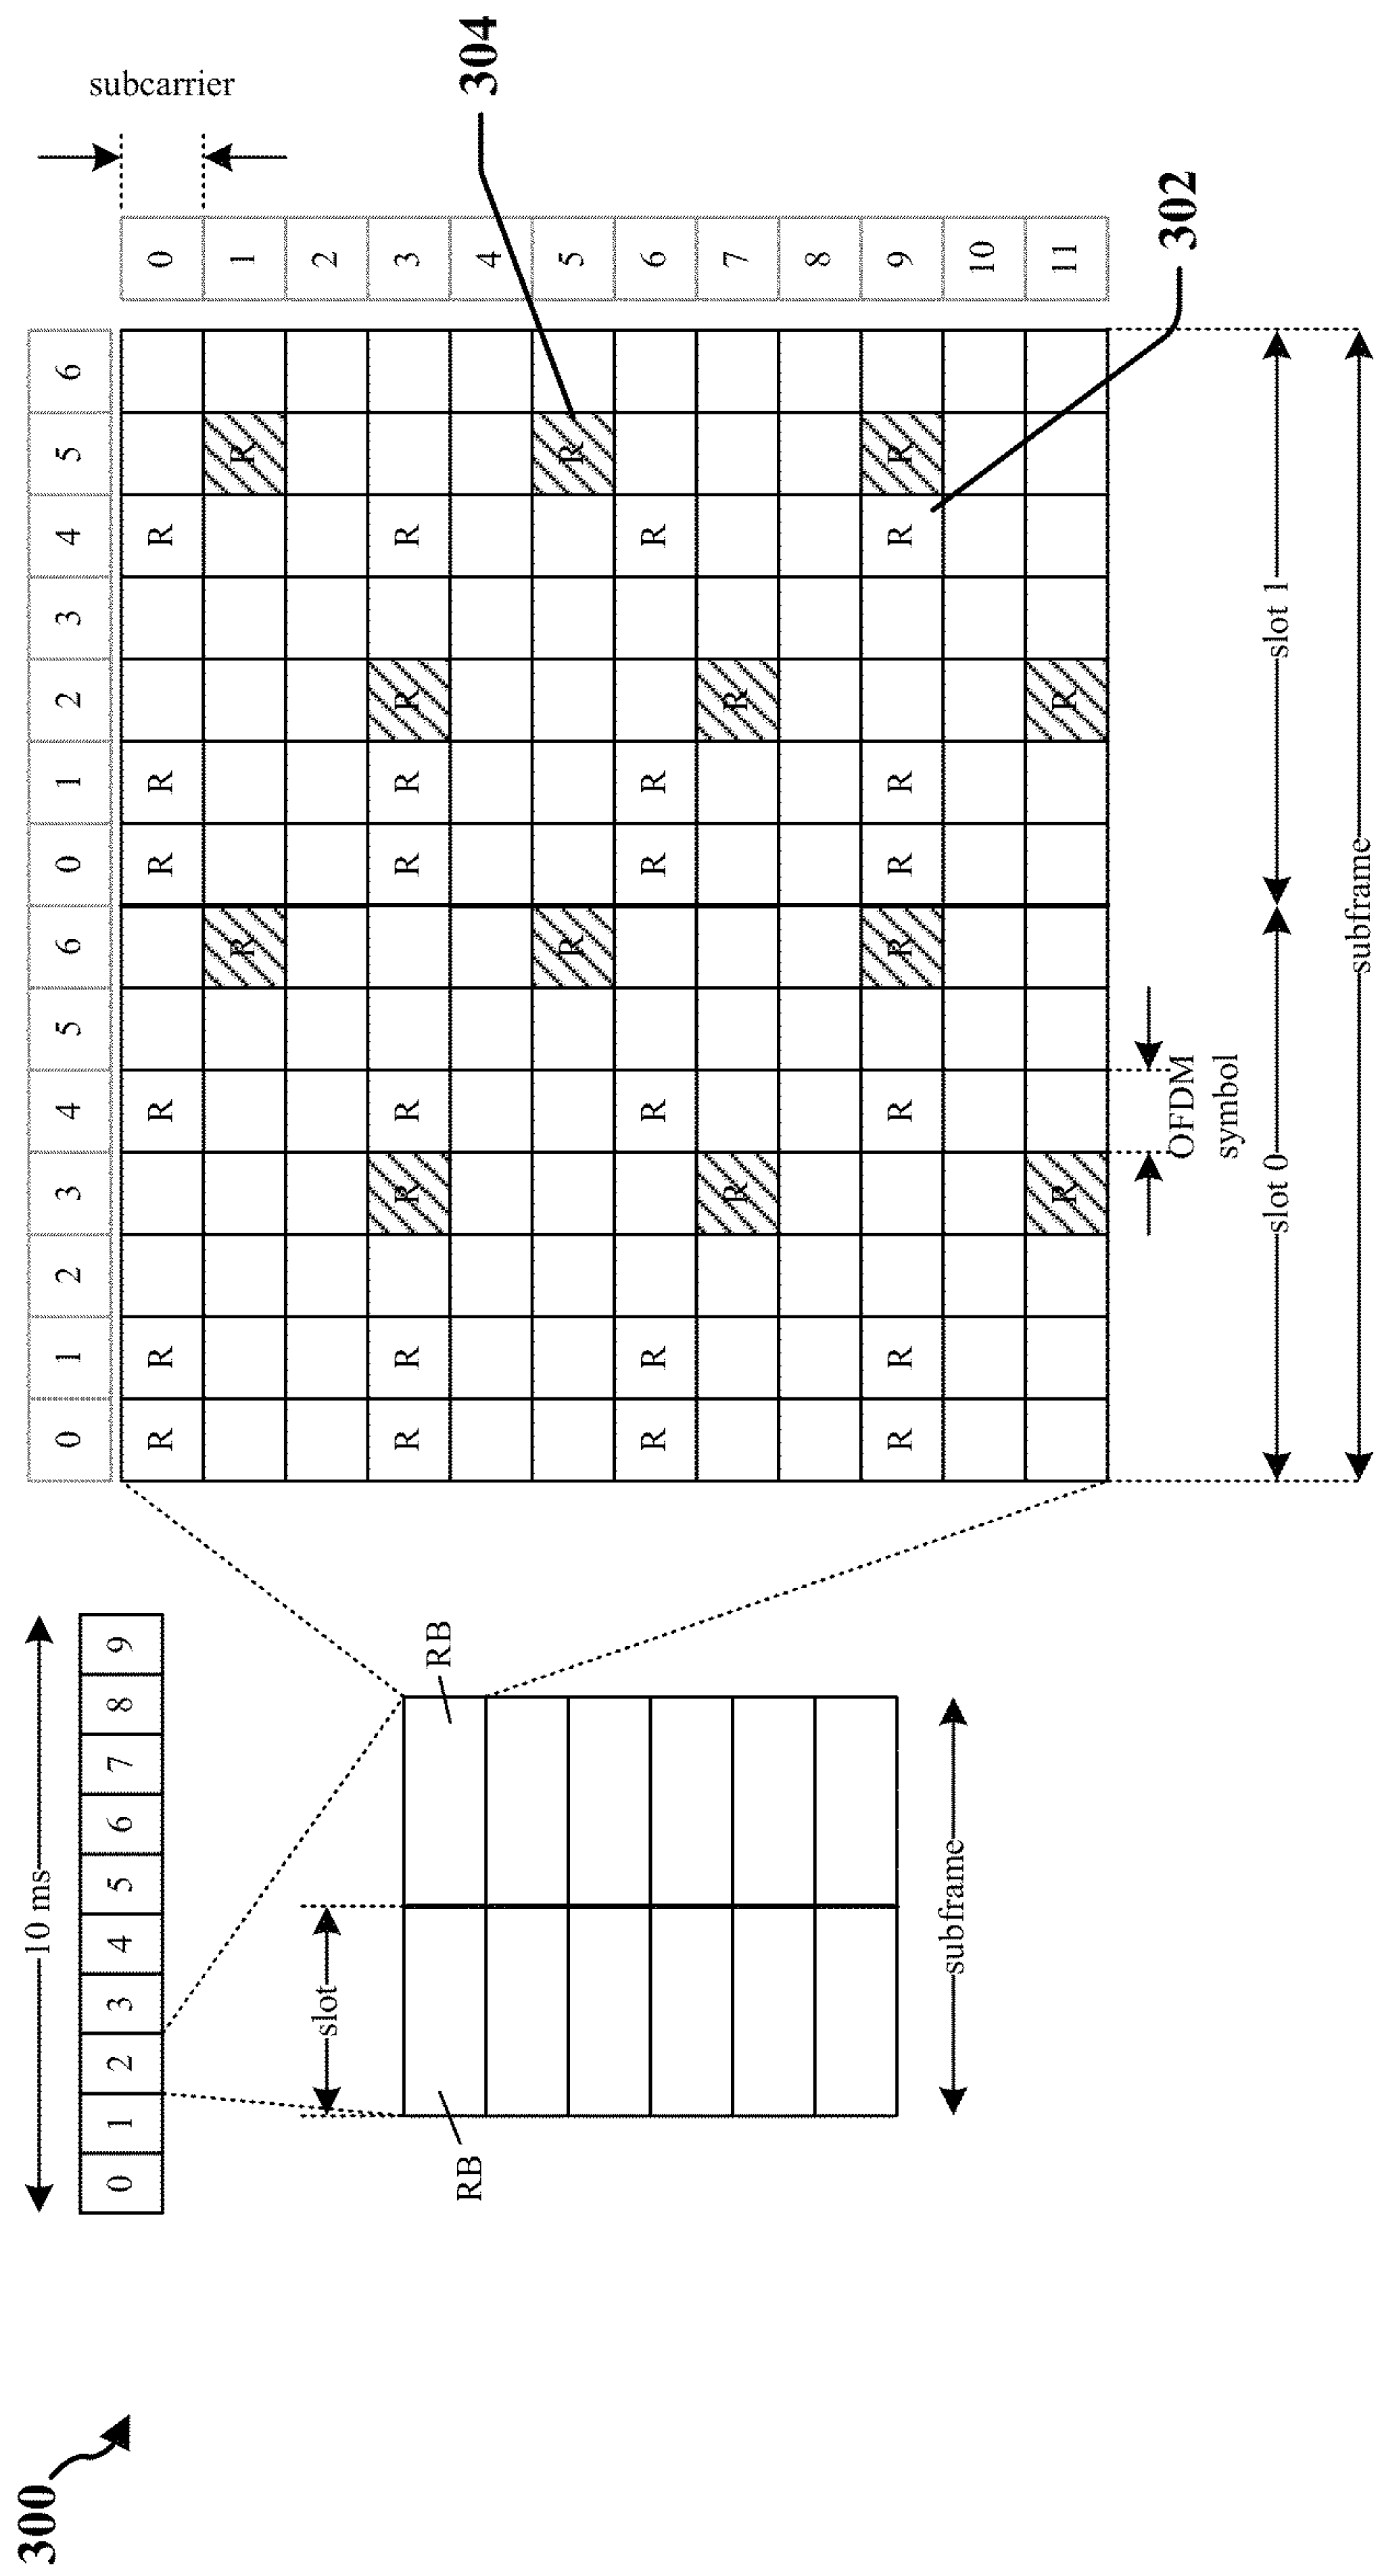 300
10 ms
0 1 2 3 4 5 6 7 8 9
slot
RB
RB
subframe
0 1 2 3 4 5 6 0 1 2 3 4 5 6
subcarrier
R R R R R R 0
R R 1
2
R R R R R R R R 3
4
304
R R 5
R R R R R R 6
R R 7
8
R R R R R R R R 9
10
R R 11
302
OFDM
symbol
slot 0
slot 1
subframe